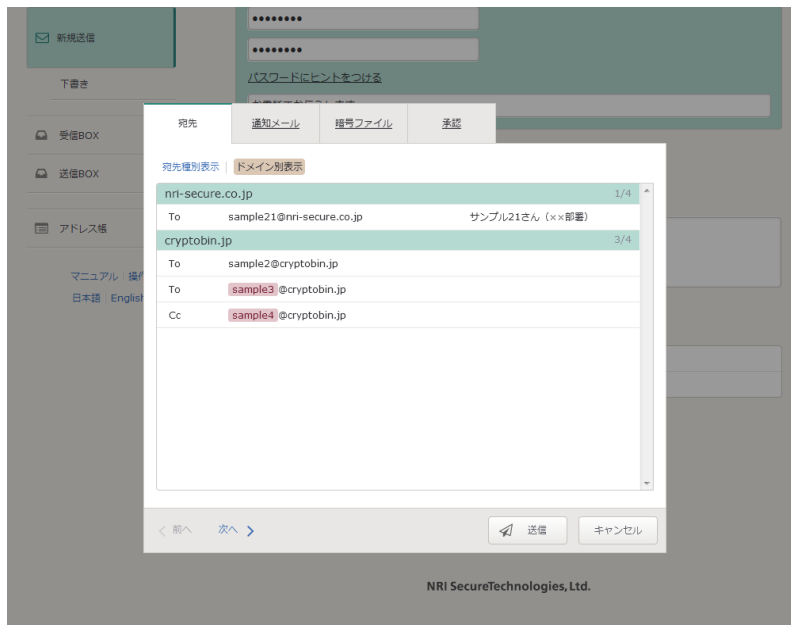 ••••••••
新規送信
••••••••
下書き
パスワードにヒントをつける
宛先
通知メール
暗号ファイル
承認
受信BOX
送信BOX
アドレス帳
マニュアル
日本語 English
宛先種別表示 ドメイン別表示
nri-secure.co.jp 1/4
To sample21@nri-secure.co.jp サンプル21さん（××部署）
cryptobin.jp 3/4
To sample2@cryptobin.jp
To sample3@cryptobin.jp
Cc sample4@cryptobin.jp
前へ 次へ 送信 キャンセル
NRI SecureTechnologies, Ltd.